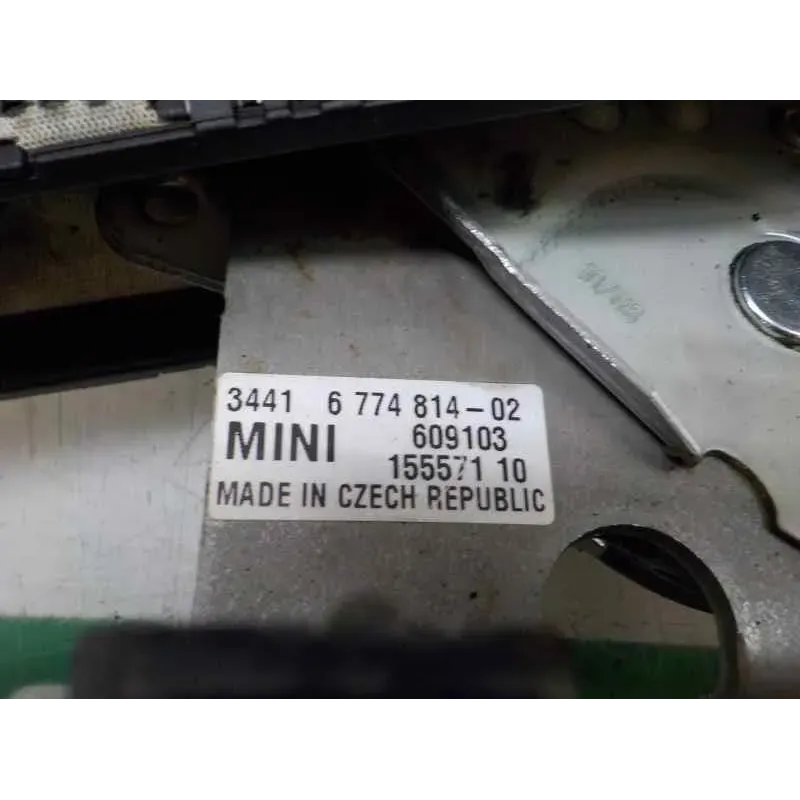 3441 6 774 814-02
MINI 609103
155571 10
MADE IN CZECH REPUBLIC